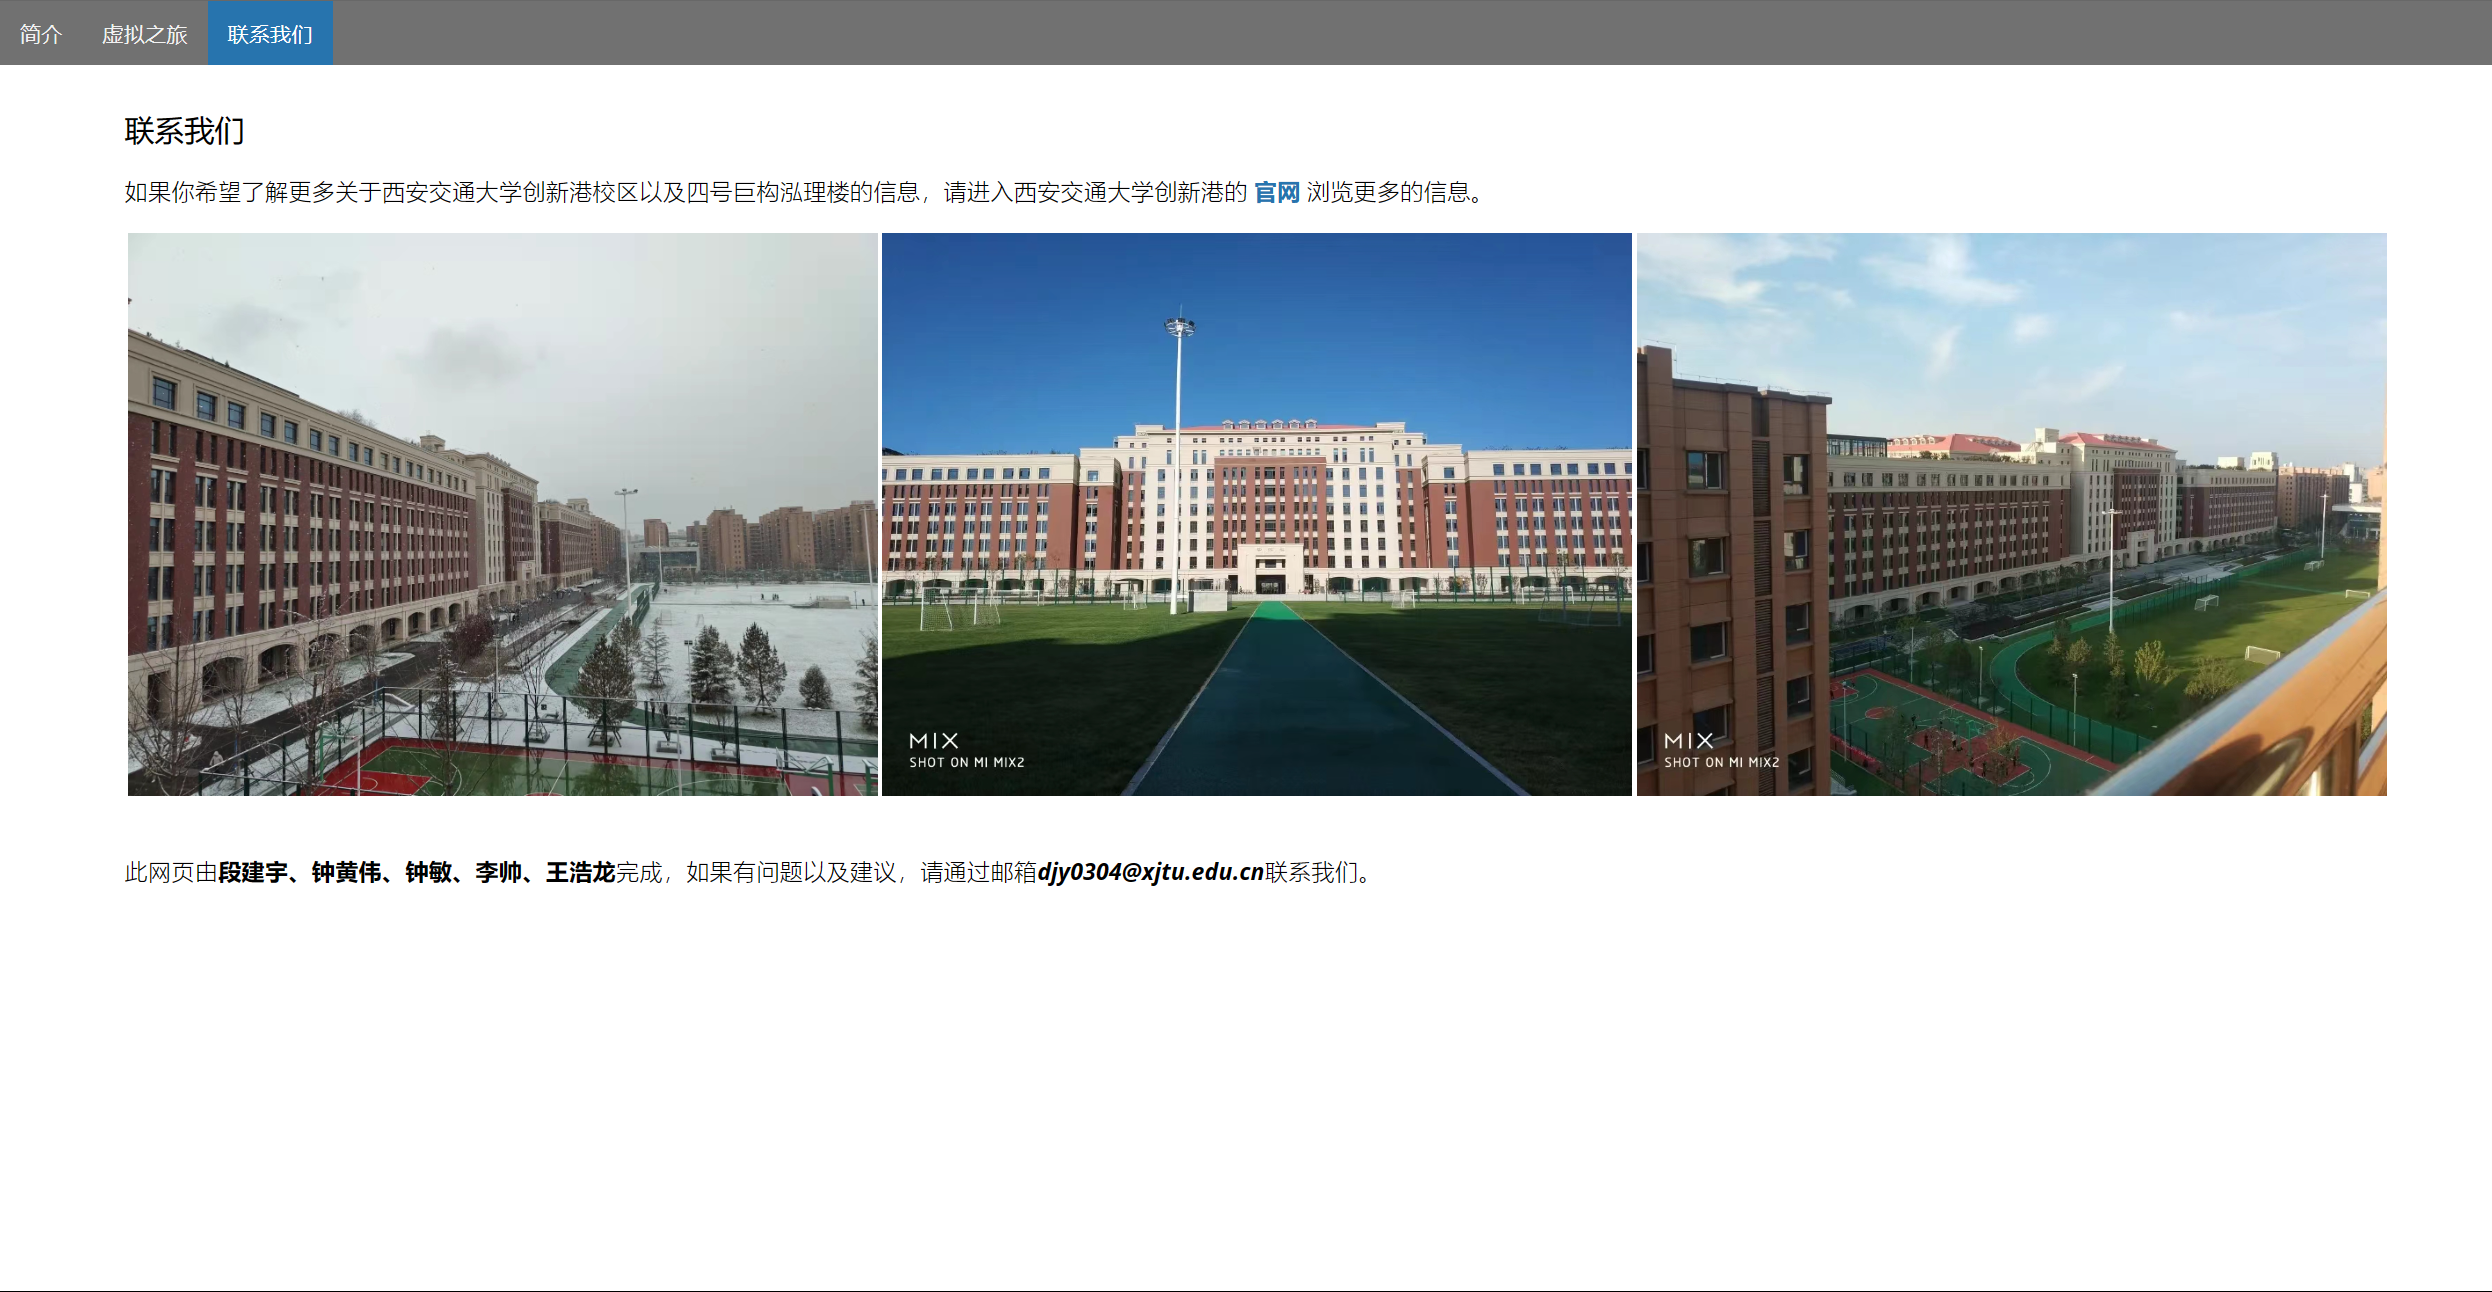 简介 虚拟之旅 联系我们
联系我们
如果你希望了解更多关于西安交通大学创新港校区以及四号巨构泓理楼的信息，请进入西安交通大学创新港的 官网 浏览更多的信息。
MIX
SHOT ON MI MIX2
MIX
SHOT ON MI MIX2
此网页由段建宇、钟黄伟、钟敏、李帅、王浩龙完成，如果有问题以及建议，请通过邮箱djy0304@xjtu.edu.cn联系我们。